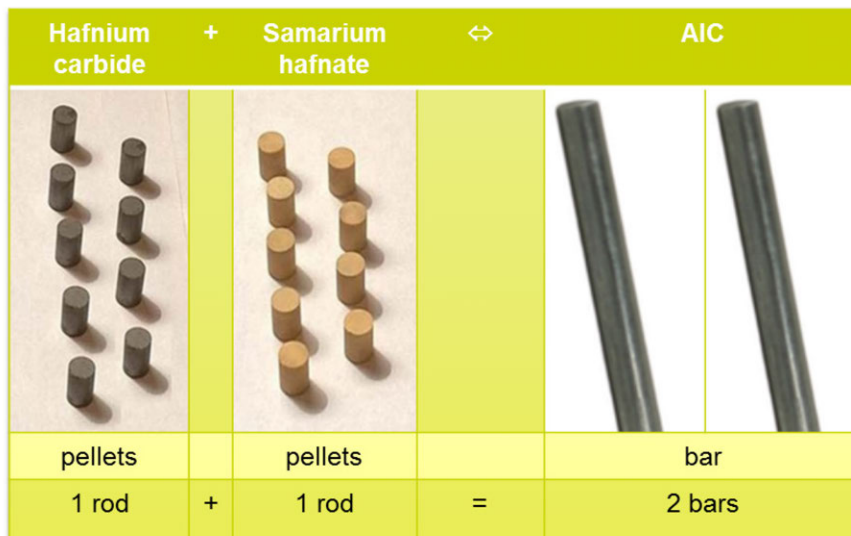 Hafnium carbide + Samarium hafnate ⇔ AIC
pellets pellets bar
1 rod + 1 rod = 2 bars